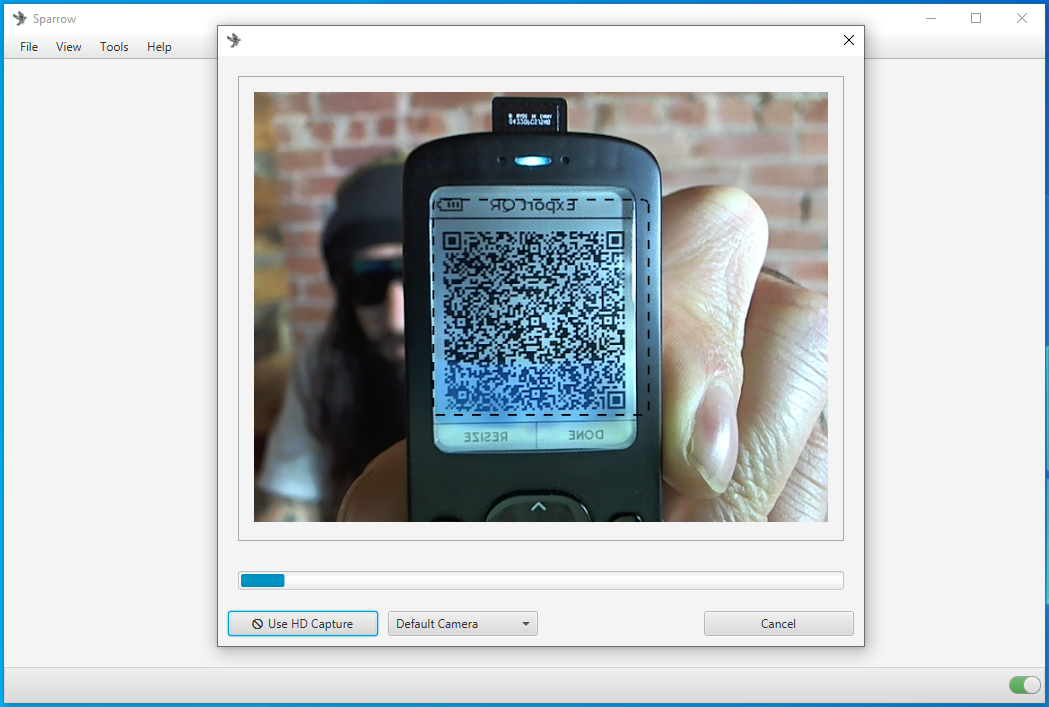 Sparrow
File View Tools Help
Export QR
RESIZE DONE
Use HD Capture
Default Camera
Cancel